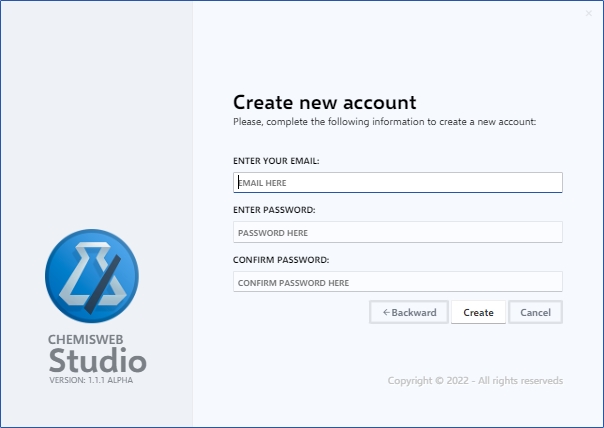 Create new account
Please, complete the following information to create a new account:
ENTER YOUR EMAIL:
EMAIL HERE
ENTER PASSWORD:
PASSWORD HERE
CONFIRM PASSWORD:
CONFIRM PASSWORD HERE
←Backward
Create
Cancel
CHEMISWEB
Studio
VERSION: 1.1.1 ALPHA
Copyright © 2022 - All rights reserveds